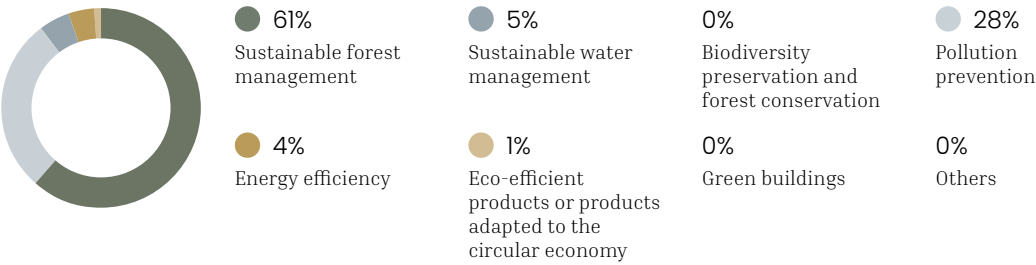 61%
Sustainable forest
management
5%
Sustainable water
management
0%
Biodiversity
preservation and
forest conservation
28%
Pollution
prevention
4%
Energy efficiency
1%
Eco-efficient
products or products
adapted to the
circular economy
0%
Green buildings
0%
Others